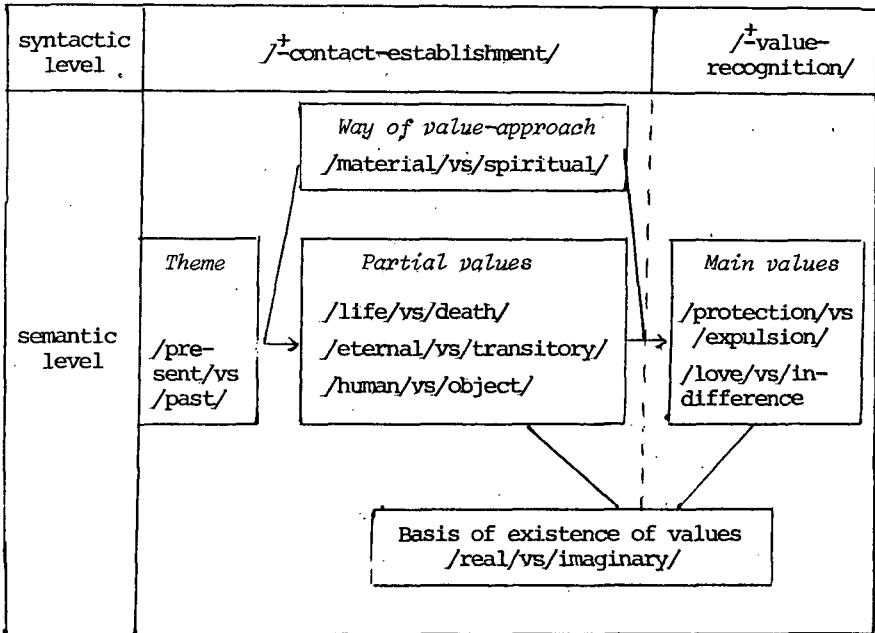 syntactic
level
/±contact-establishment/
/±value-
recognition/
Way of value-approach
/material/vs/spiritual/
semantic
level
Theme
/pre-
sent/vs
/past/
Partial values
/life/vs/death/
/eternal/vs/transitory/
/human/vs/object/
Main values
/protection/vs
/expulsion/
/love/vs/in-
difference
Basis of existence of values
/real/vs/imaginary/